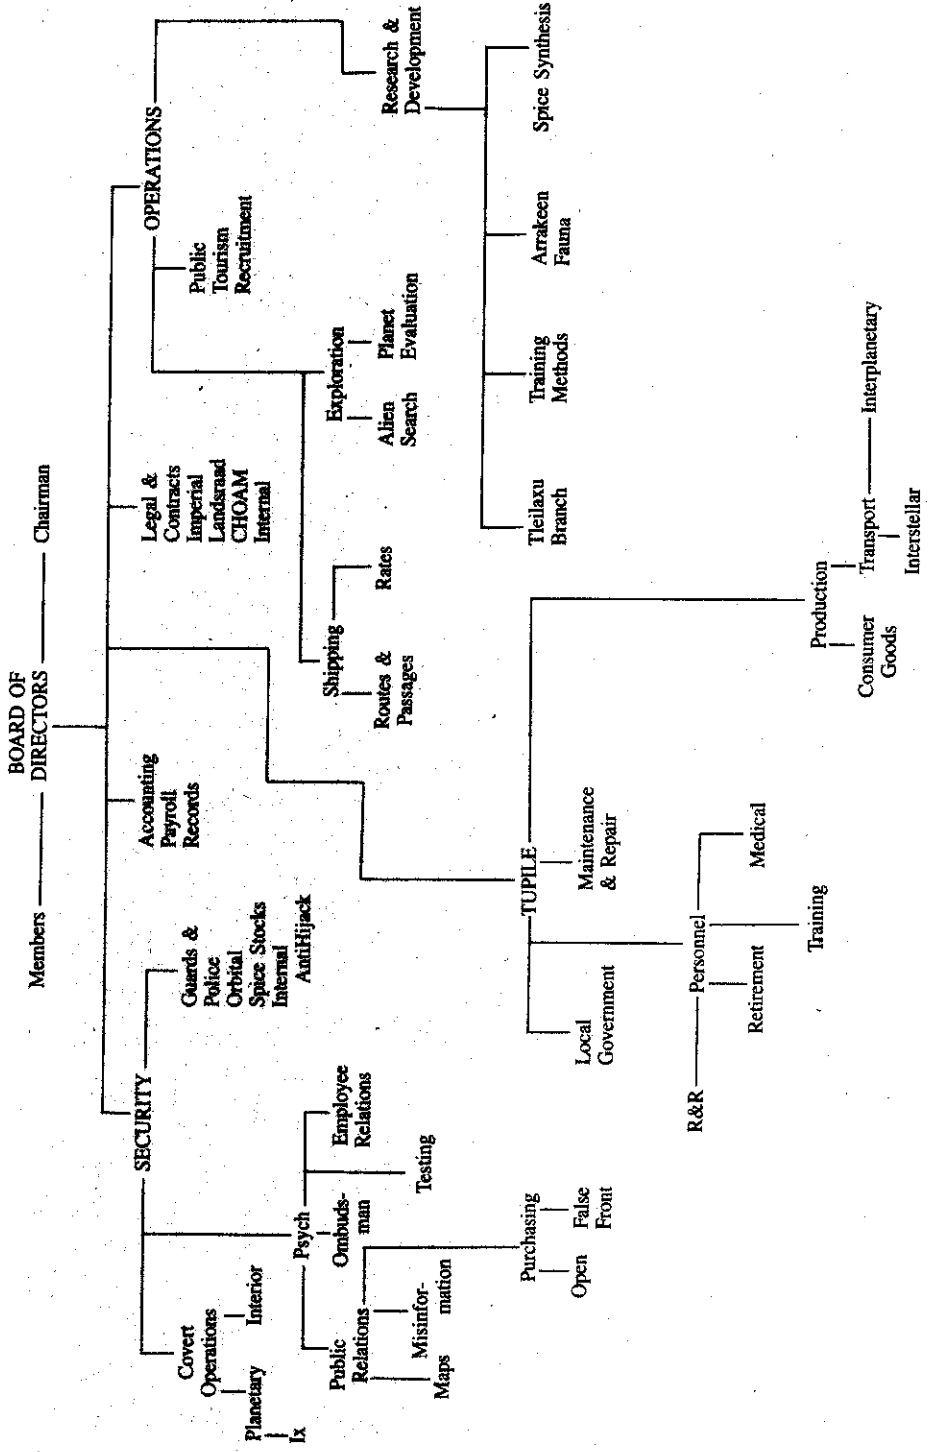 BOARD OF
Members DIRECTORS Chairman
SECURITY
Covert
Operations
Planetary
Ix
Interior
Psych
Public
Relations
Maps
Misinfor-
mation
Purchasing
Open
False
Front
Ombuds-
man
Testing
Employee
Relations
Guards &
Police
Orbital
Spice Stocks
Internal
AntiHijack
Accounting
Payroll
Records
TUPILE
Local
Government
R&R
Personnel
Retirement
Training
Medical
Maintenance
& Repair
Production
Consumer
Goods
Transport
Interstellar
Interplanetary
Legal &
Contracts
Imperial
Landsraad
CHOAM
Internal
OPERATIONS
Shipping
Routes &
Passages
Rates
Exploration
Alien
Search
Planet
Evaluation
Public
Tourism
Recruitment
Research &
Development
Tleilaxu
Branch
Training
Methods
Arrakeen
Fauna
Spice Synthesis